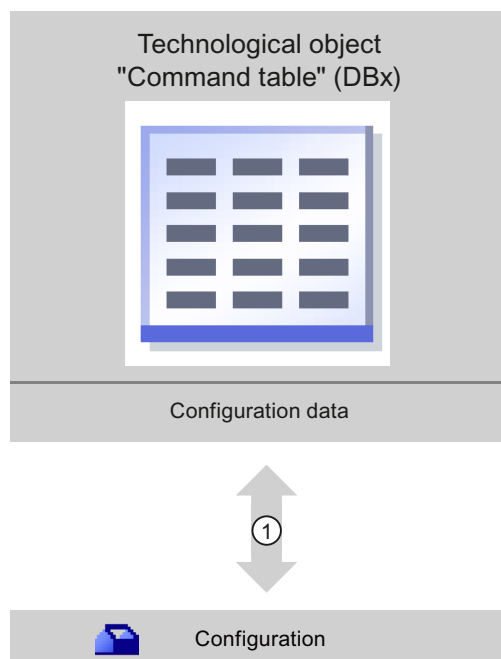 Technological object
"Command table" (DBx)
Configuration data
1
Configuration